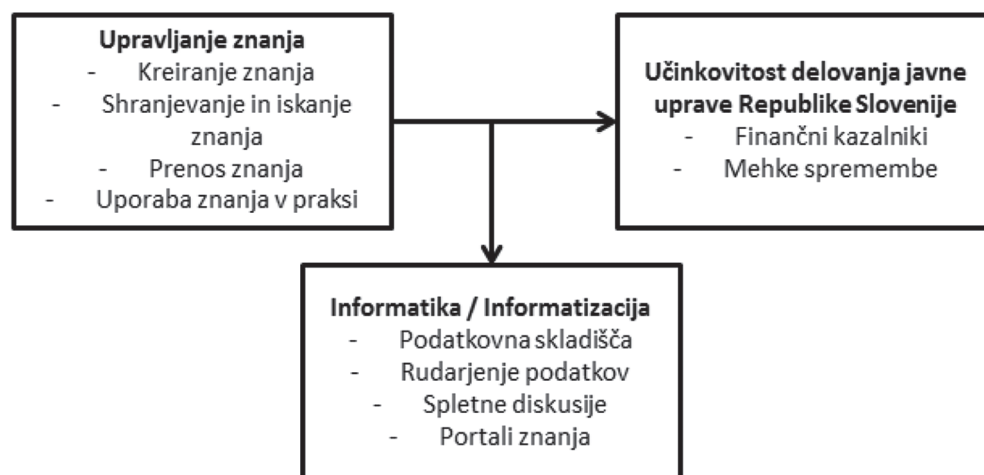 Upravljanje znanja
- Kreiranje znanja
- Shranjevanje in iskanje
znanja
- Prenos znanja
- Uporaba znanja v praksi
Učinkovitost delovanja javne
uprave Republike Slovenije
- Finančni kazalniki
- Mehke spremembe
Informatika / Informatizacija
- Podatkovna skladišča
- Rudarjenje podatkov
- Spletne diskusije
- Portali znanja